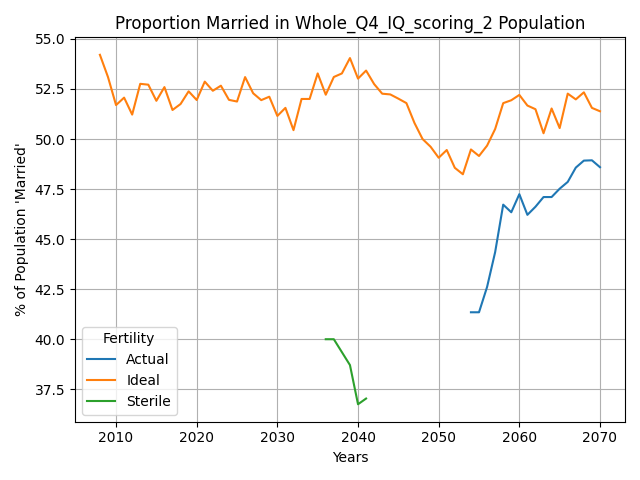 Proportion Married in Whole_Q4_IQ_scoring_2 Population
% of Population 'Married'
55.0
52.5
50.0
47.5
45.0
42.5
40.0
37.5
Fertility
Actual
Ideal
Sterile
2010 2020 2030 2040 2050 2060 2070
Years